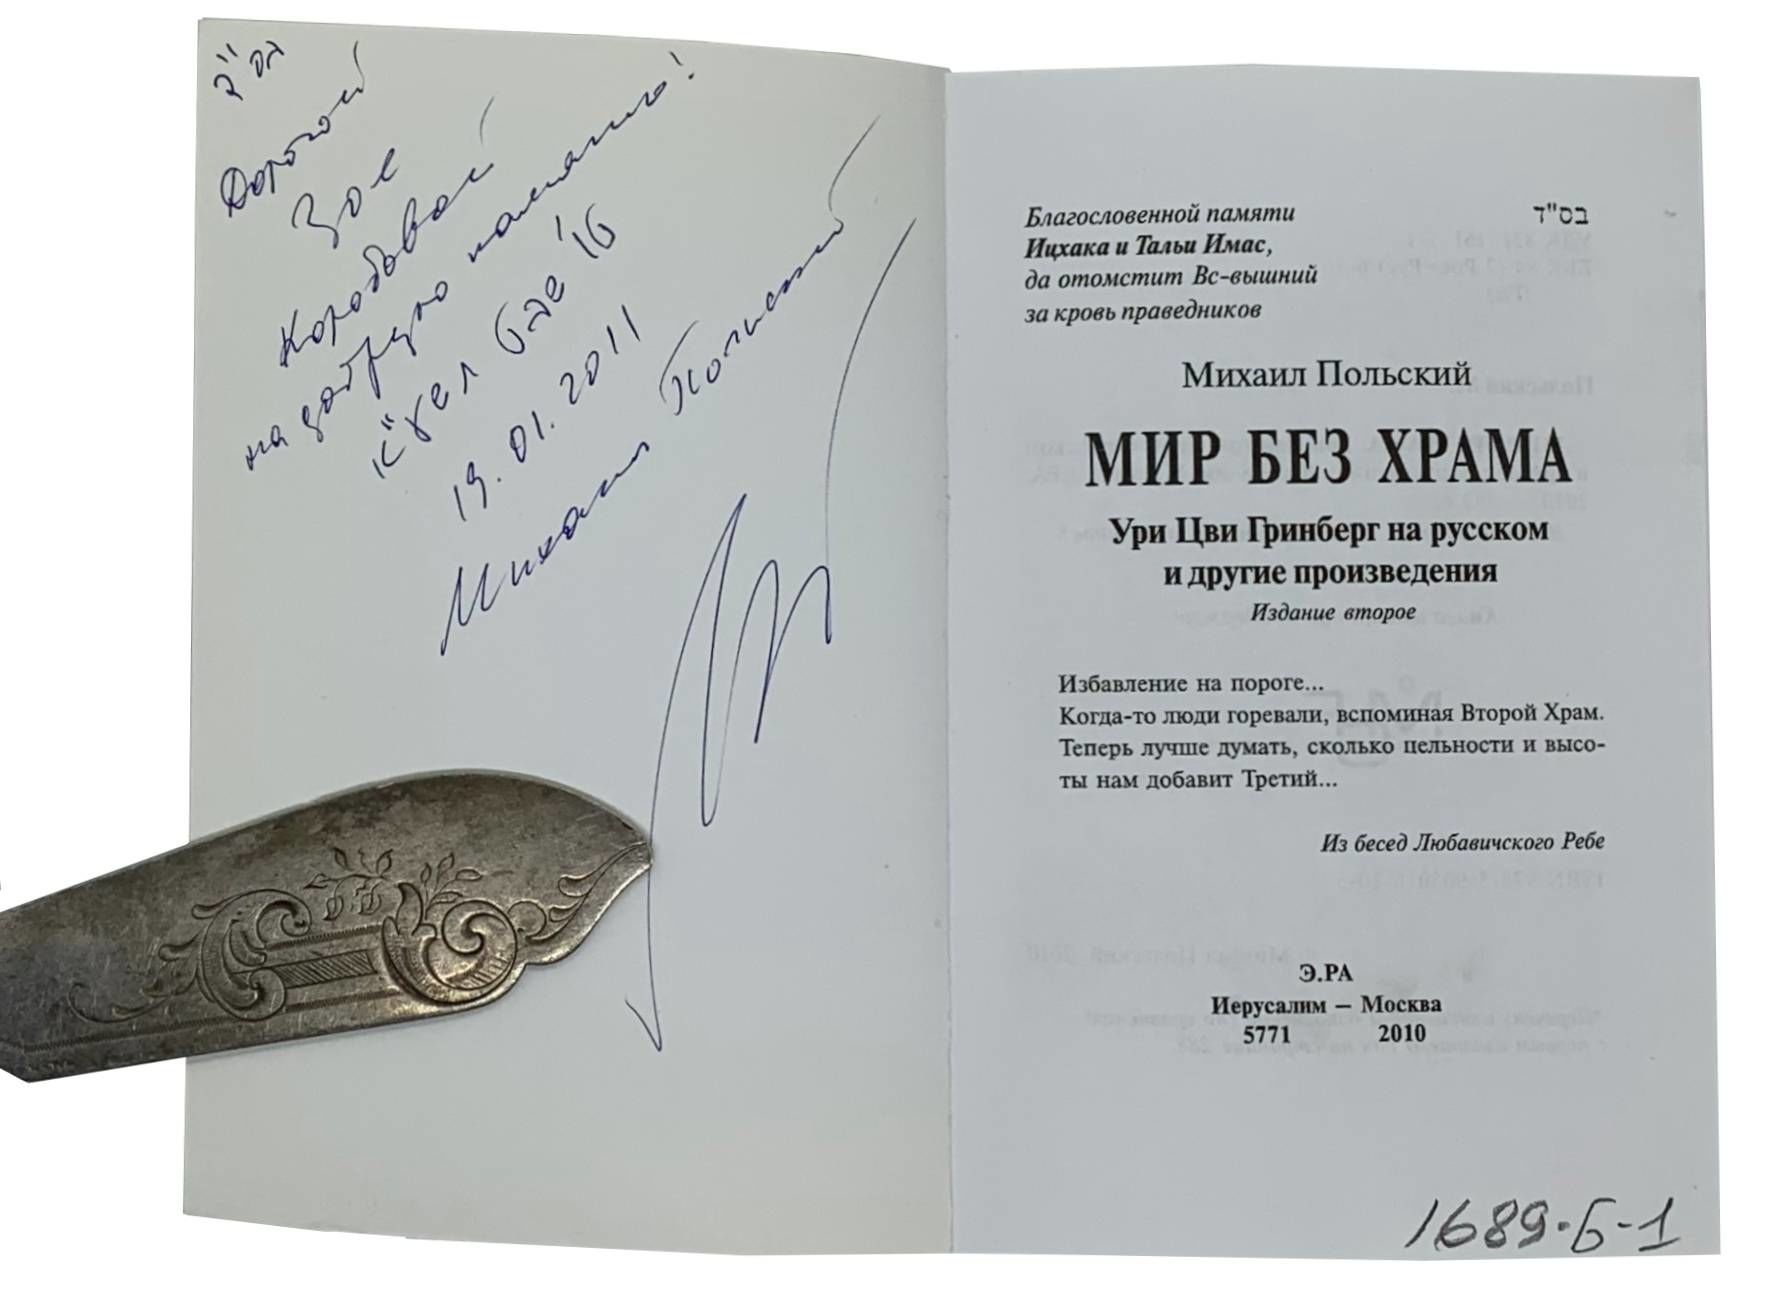 בס"ד
Дорогой
Зое
Коробовой
на добрую память!
19.01.2011
Михаил Польский
Благословенной памяти
בס"ד
Ицхака и Тальи Имас,
да отомстит Вс-вышний
за кровь праведников
Михаил Польский
МИР БЕЗ ХРАМА
Ури Цви Гринберг на русском
и другие произведения
Издание второе
Избавление на пороге...
Когда-то люди горевали, вспоминая Второй Храм.
Теперь лучше думать, сколько цельности и высо-
ты нам добавит Третий...
Из бесед Любавичского Ребе
Э.РА
Иерусалим – Москва
5771 2010
1689-Б-1